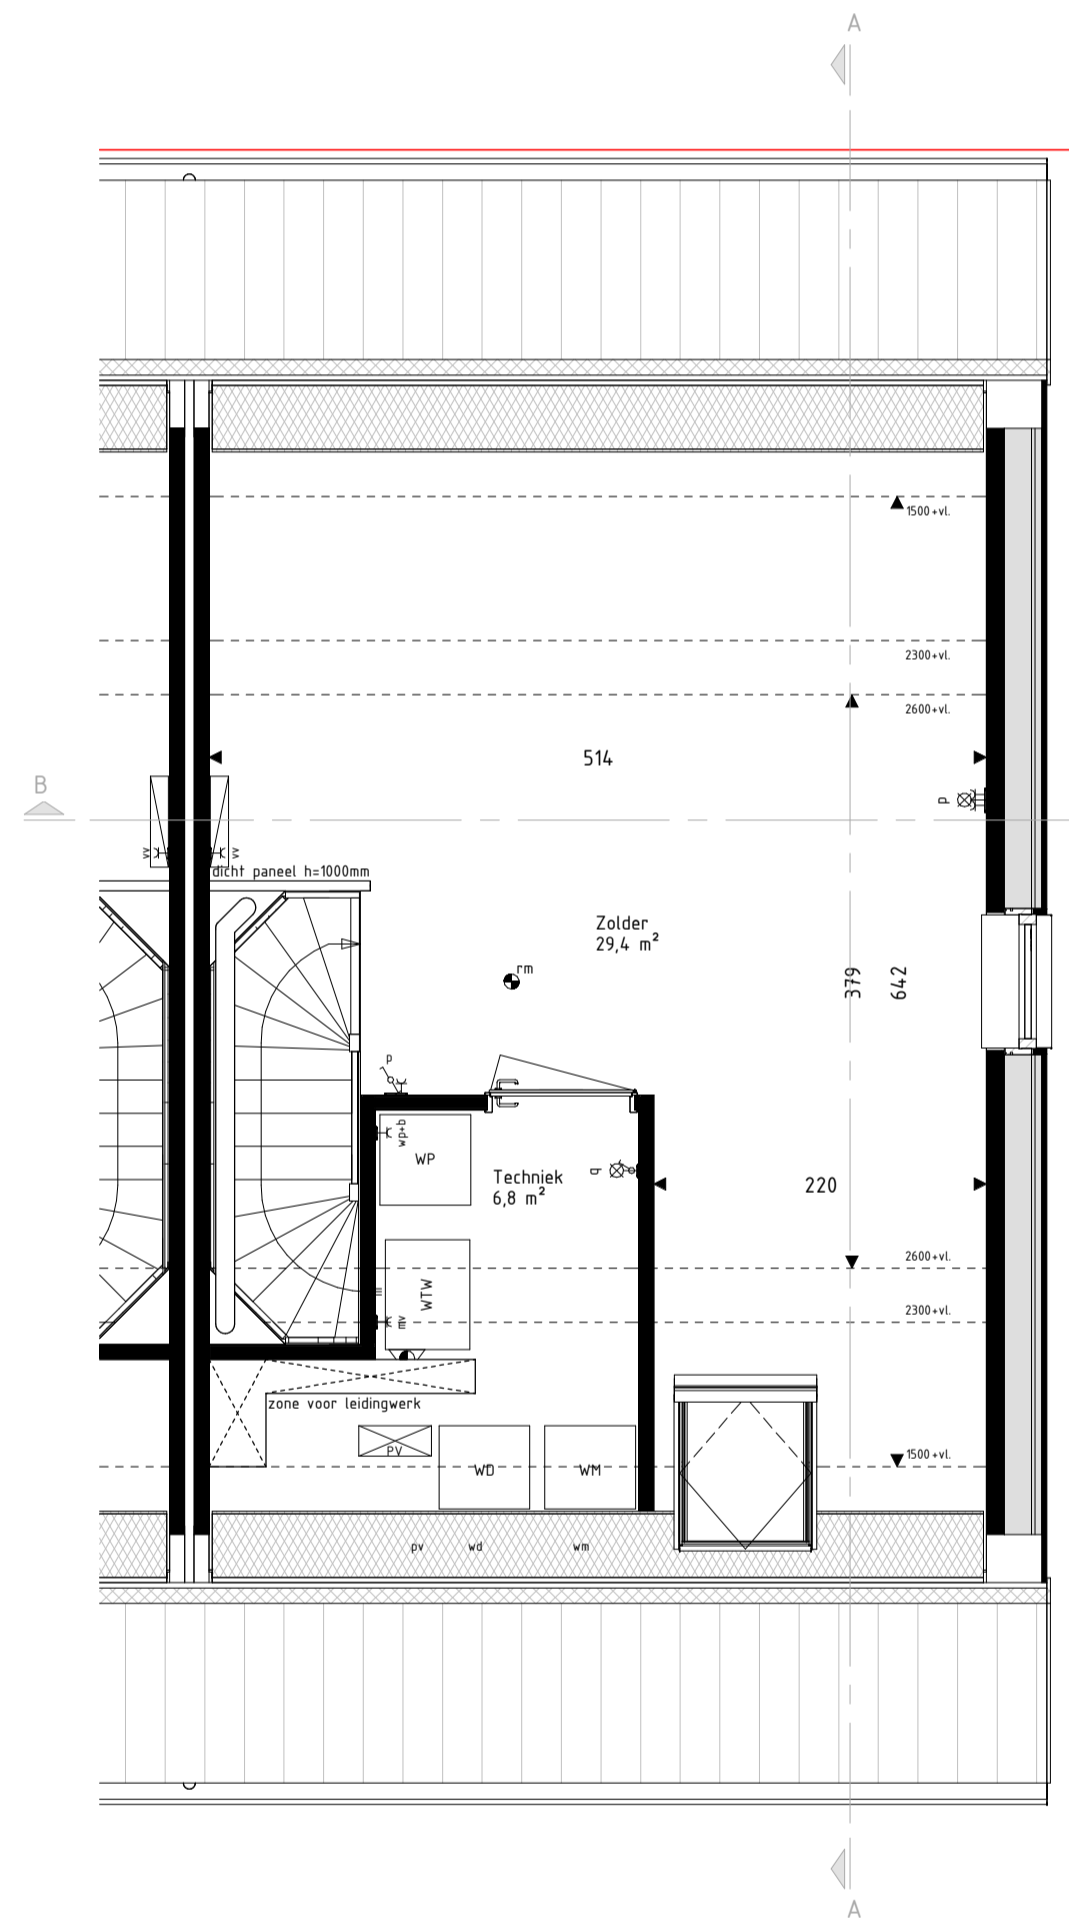 A
1500+vl.
2300+vl.
2600+vl.
514
B
p
vv
vv
dicht paneel h=1000mm
Zolder
29,4 m²
rm
379
642
p
wp+b
WP
q
Techniek
6,8 m²
220
2600+vl.
WTW
m
mv
2300+vl.
zone voor leidingwerk
PV
WD
WM
1500+vl.
pv
wd
wm
A